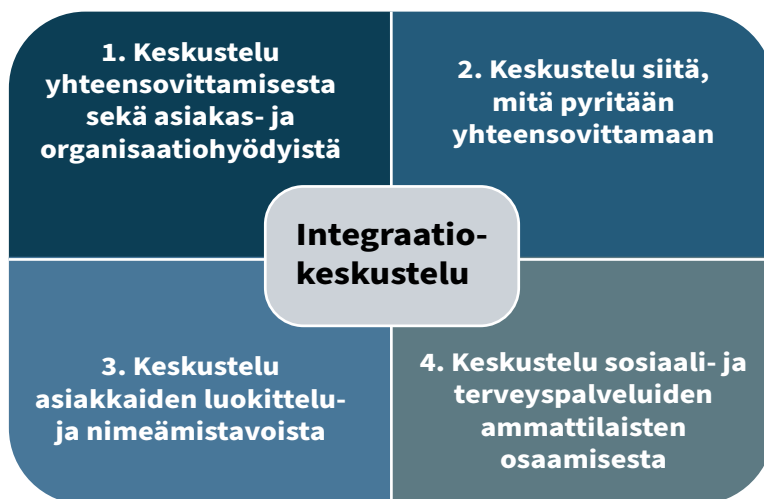 1. Keskustelu
yhteensovittamisesta
sekä asiakas- ja
organisaatiohyödyistä
2. Keskustelu siitä,
mitä pyritään
yhteensovittamaan
Integraatio-
keskustelu
3. Keskustelu
asiakkaiden luokittelu-
ja nimeämistavoista
4. Keskustelu sosiaali- ja
terveyspalveluiden
ammattilaisten
osaamisesta